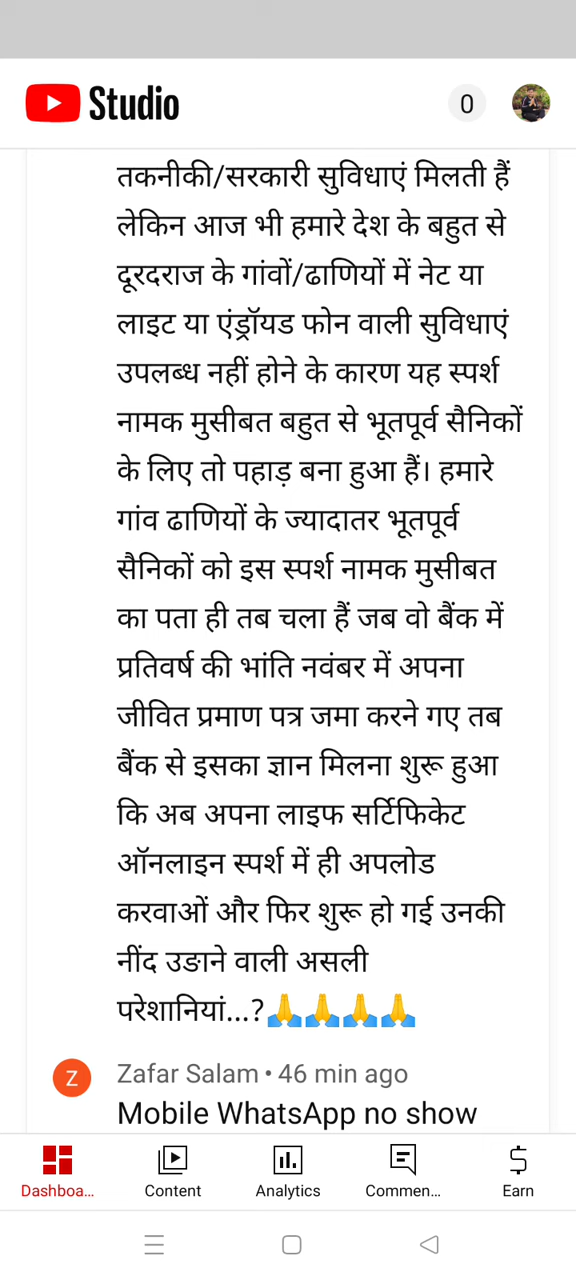 Studio
0
तकनीकी/सरकारी सुविधाएं मिलती हैं
लेकिन आज भी हमारे देश के बहुत से
दूरदराज के गांवों/ढाणियों में नेट या
लाइट या एंड्रॉयड फोन वाली सुविधाएं
उपलब्ध नहीं होने के कारण यह स्पर्श
नामक मुसीबत बहुत से भूतपूर्व सैनिकों
के लिए तो पहाड़ बना हुआ हैं। हमारे
गांव ढाणियों के ज्यादातर भूतपूर्व
सैनिकों को इस स्पर्श नामक मुसीबत
का पता ही तब चला हैं जब वो बैंक में
प्रतिवर्ष की भांति नवंबर में अपना
जीवित प्रमाण पत्र जमा करने गए तब
बैंक से इसका ज्ञान मिलना शुरू हुआ
कि अब अपना लाइफ सर्टिफिकेट
ऑनलाइन स्पर्श में ही अपलोड
करवाओं और फिर शुरू हो गई उनकी
नींद उङाने वाली असली
परेशानियां...?🙏🙏🙏🙏
Z
Zafar Salam • 46 min ago
Mobile WhatsApp no show
Dashboa...
Content
Analytics
Commen...
Earn